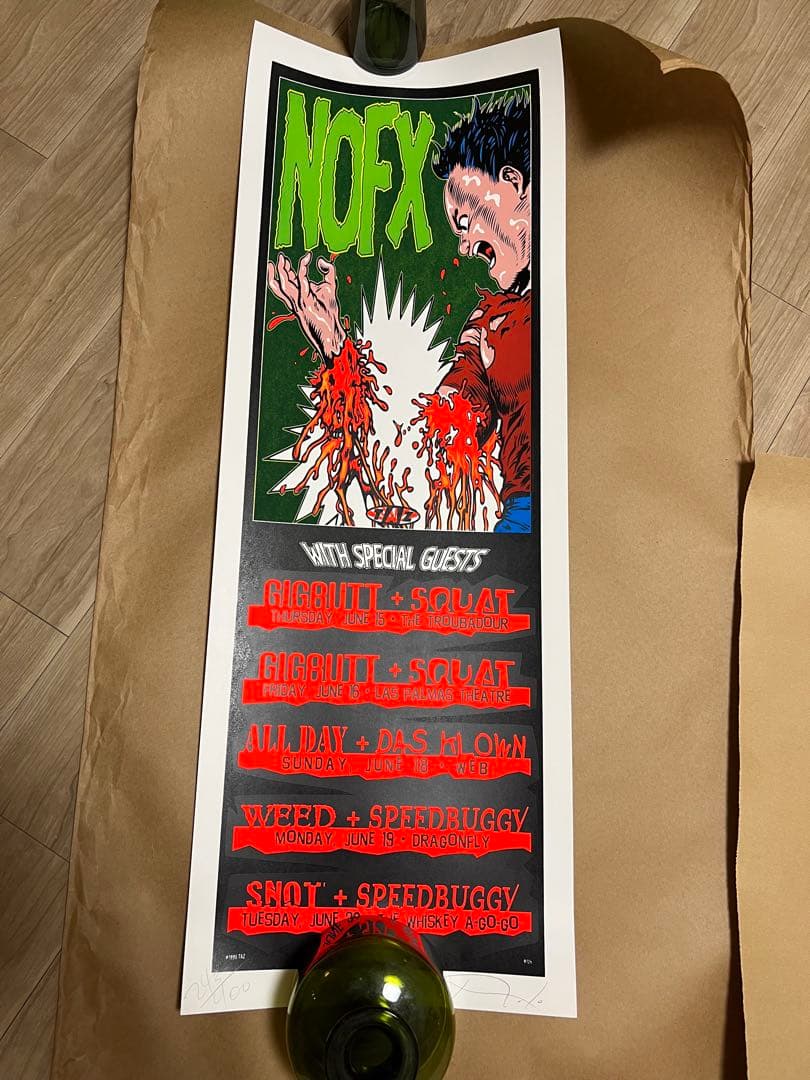 NOFX
TAZ
WITH SPECIAL GUESTS
GIGBUTT + SQUAT
THURSDAY, JUNE 15 • THE TROUBADOUR
GIGBUTT + SQUAT
FRIDAY, JUNE 16 • LAS PALMAS THEATRE
ALL DAY + DAS KLOWN
SUNDAY, JUNE 18 • WEB
WEED + SPEEDBUGGY
MONDAY, JUNE 19 • DRAGONFLY
SNOT + SPEEDBUGGY
TUESDAY, JUNE WHISKEY A-GO-GO
©1995 TAZ